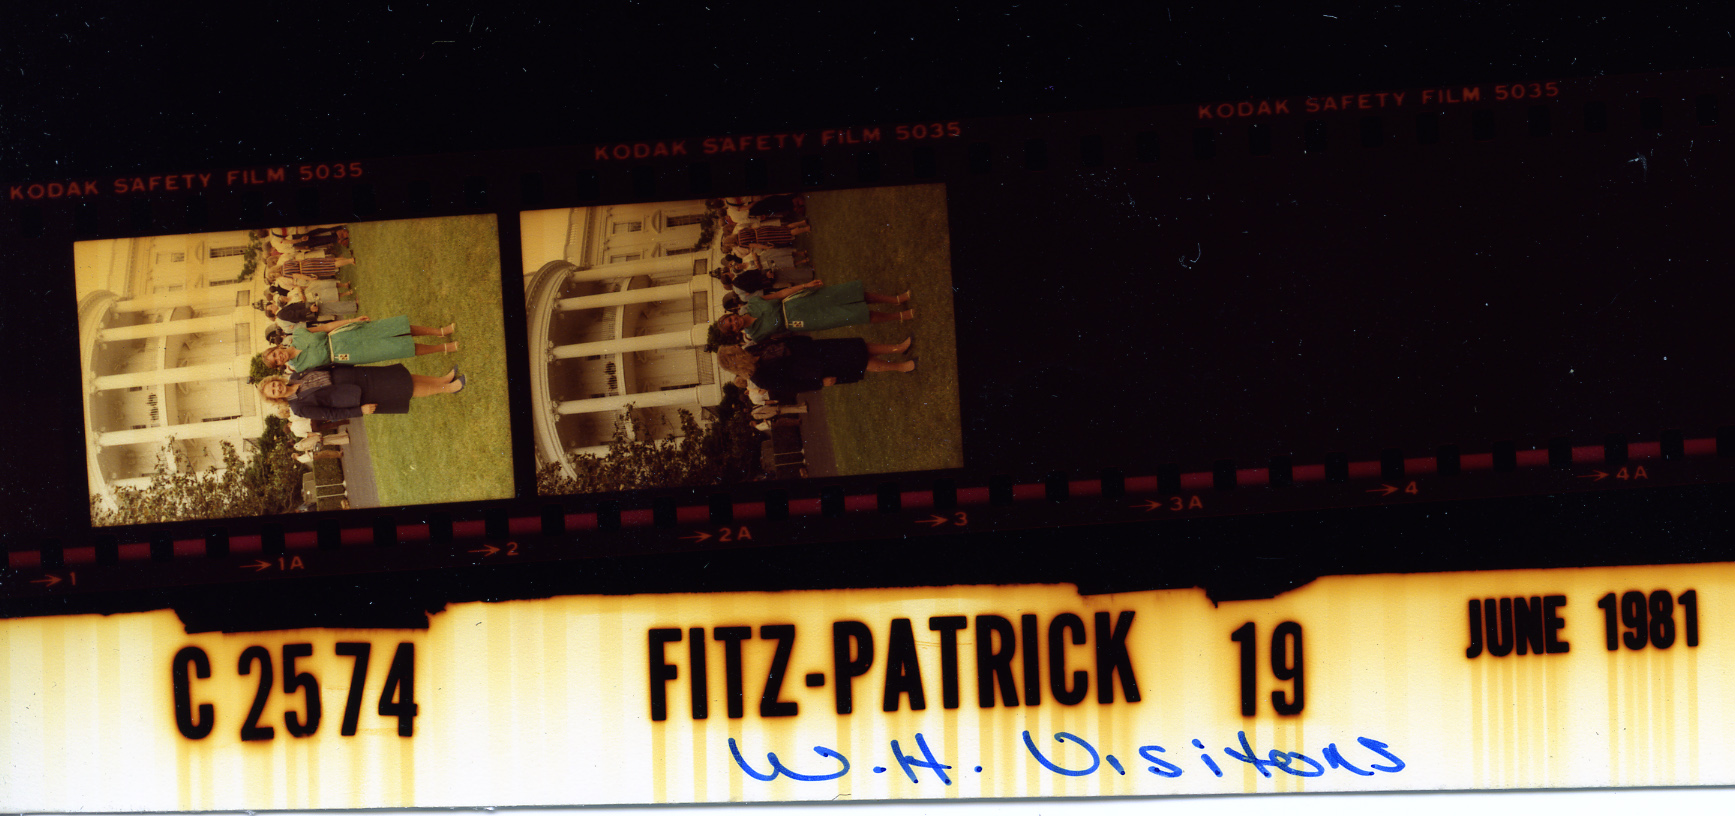 KODAK SAFETY FILM 5035 KODAK SAFETY FILM 5035 KODAK SAFETY FILM 5035
→1 →1A →2 →2A →3 →3A →4 →4A
C 2574 FITZ-PATRICK 19 JUNE 1981
W.H. Visitors